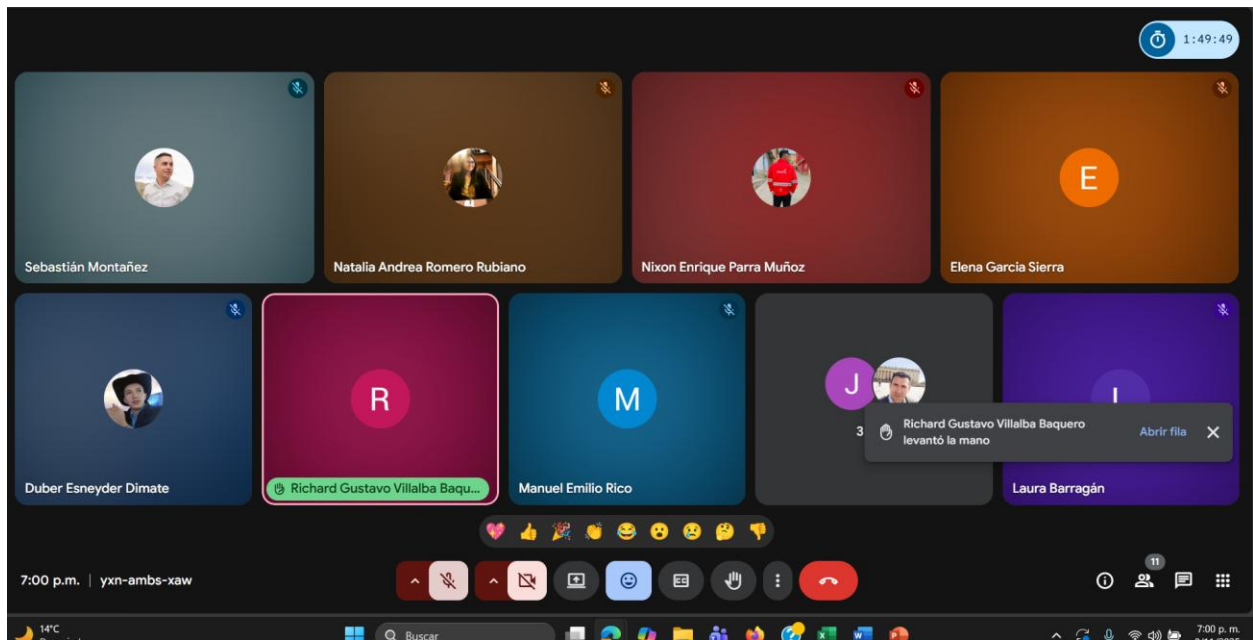 1:49:49
Sebastián Montañez
Natalia Andrea Romero Rubiano
Nixon Enrique Parra Muñoz
E
Elena Garcia Sierra
Duber Esneyder Dimate
R
Richard Gustavo Villalba Baqu...
M
Manuel Emilio Rico
J
3
Richard Gustavo Villalba Baquero
levantó la mano
Abrir fila
L
Laura Barragán
7:00 p.m. | yxn-ambs-xaw
11
14°C
Buscar
7:00 p. m.